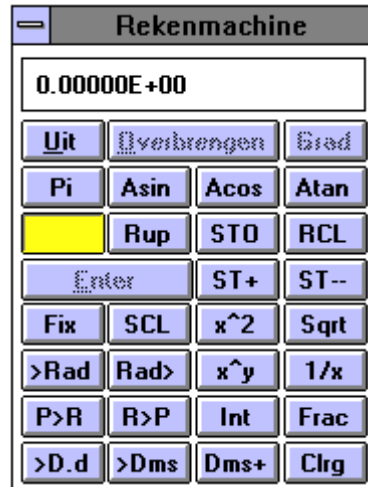 Rekenmachine
0.00000E+00
Uit Overbrengen Grad
Pi Asin Acos Atan
Rup STO RCL
Enter ST+ ST--
Fix SCL x^2 Sqrt
>Rad Rad> x^y 1/x
P>R R>P Int Frac
>D.d >Dms Dms+ Clrg